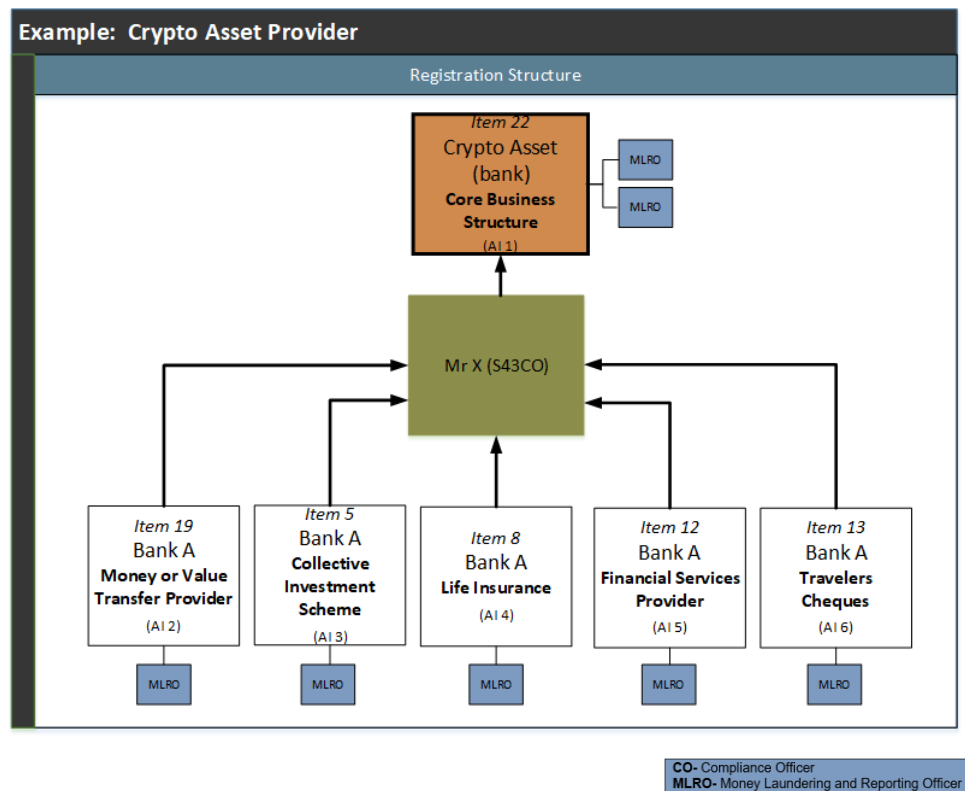 Example:  Crypto Asset Provider
Registration Structure
Item 22
Crypto Asset
(bank)
Core Business
Structure
(AI 1)
MLRO
MLRO
Mr X (S43CO)
Item 19
Bank A
Money or Value
Transfer Provider
(AI 2)
MLRO
Item 5
Bank A
Collective
Investment
Scheme
(AI 3)
MLRO
Item 8
Bank A
Life Insurance
(AI 4)
MLRO
Item 12
Bank A
Financial Services
Provider
(AI 5)
MLRO
Item 13
Bank A
Travelers
Cheques
(AI 6)
MLRO
CO- Compliance Officer
MLRO- Money Laundering and Reporting Officer